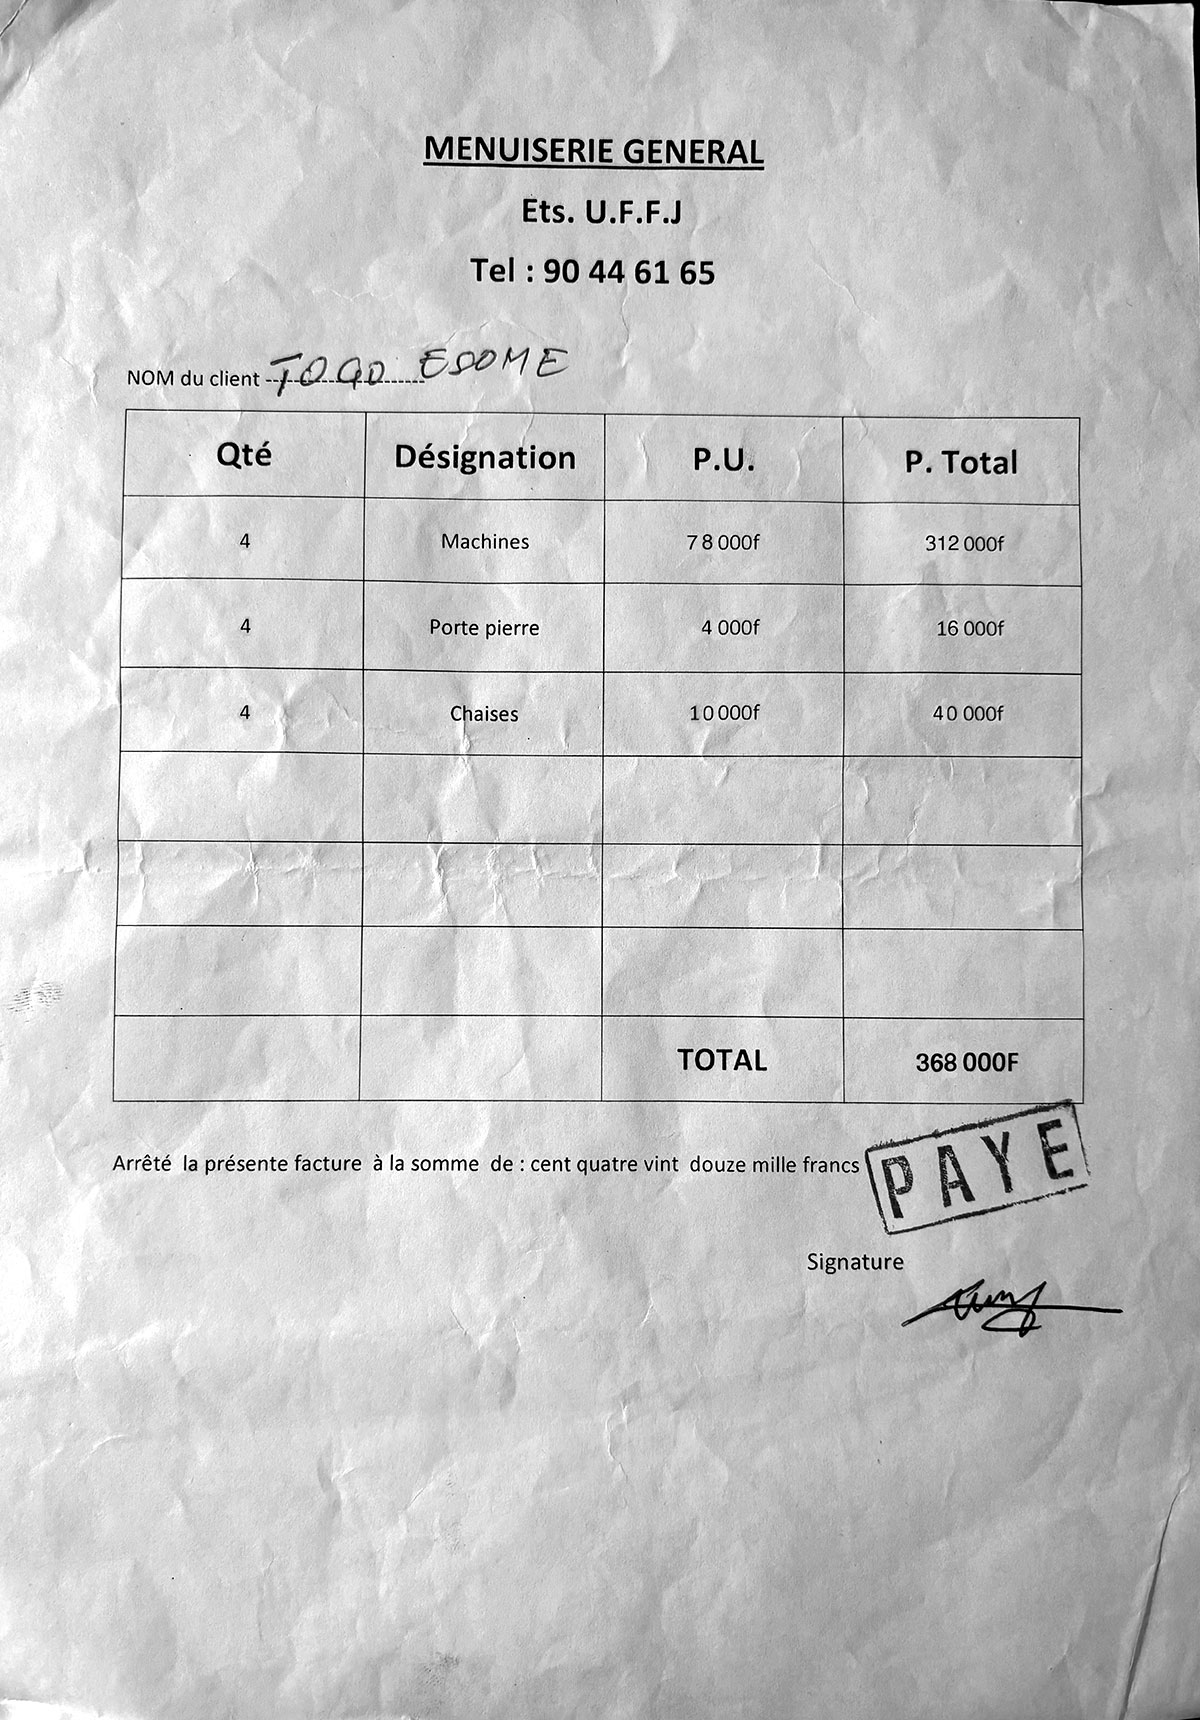 MENUISERIE GENERAL
Ets. U.F.F.J
Tel : 90 44 61 65
NOM du client TOGO ESOME
Qté Désignation P.U. P. Total
4 Machines 78 000f 312 000f
4 Porte pierre 4 000f 16 000f
4 Chaises 10 000f 40 000f
TOTAL 368 000F
Arrêté la présente facture à la somme de : cent quatre vint douze mille francs
PAYE
Signature